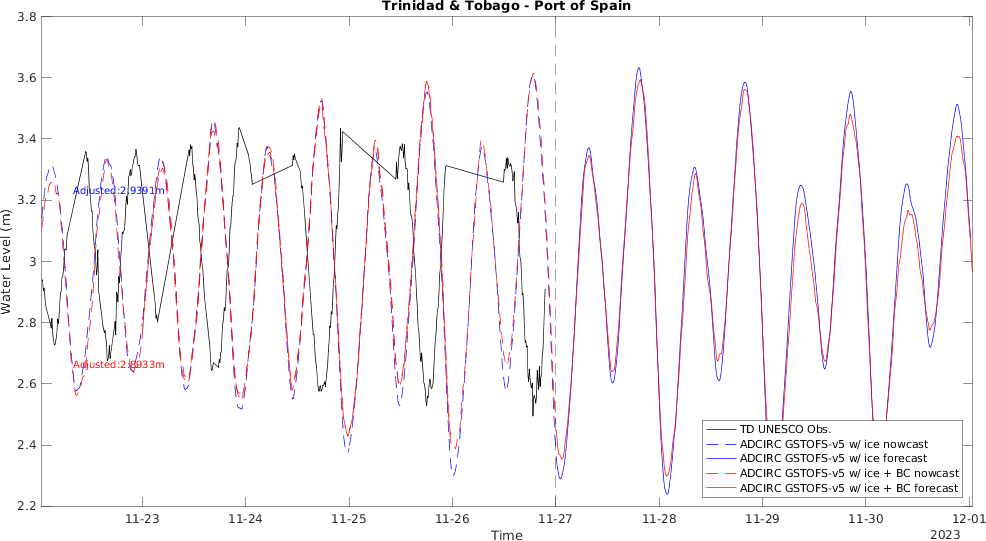 Trinidad & Tobago - Port of Spain
3.8
3.6
3.4
3.2
3
2.8
2.6
2.4
2.2
Water Level (m)
Adjusted:2.9391m
Adjusted:2.8933m
TD UNESCO Obs.
ADCIRC GSTOFS-v5 w/ ice nowcast
ADCIRC GSTOFS-v5 w/ ice forecast
ADCIRC GSTOFS-v5 w/ ice + BC nowcast
ADCIRC GSTOFS-v5 w/ ice + BC forecast
11-23 11-24 11-25 11-26 11-27 11-28 11-29 11-30 12-01
Time
2023